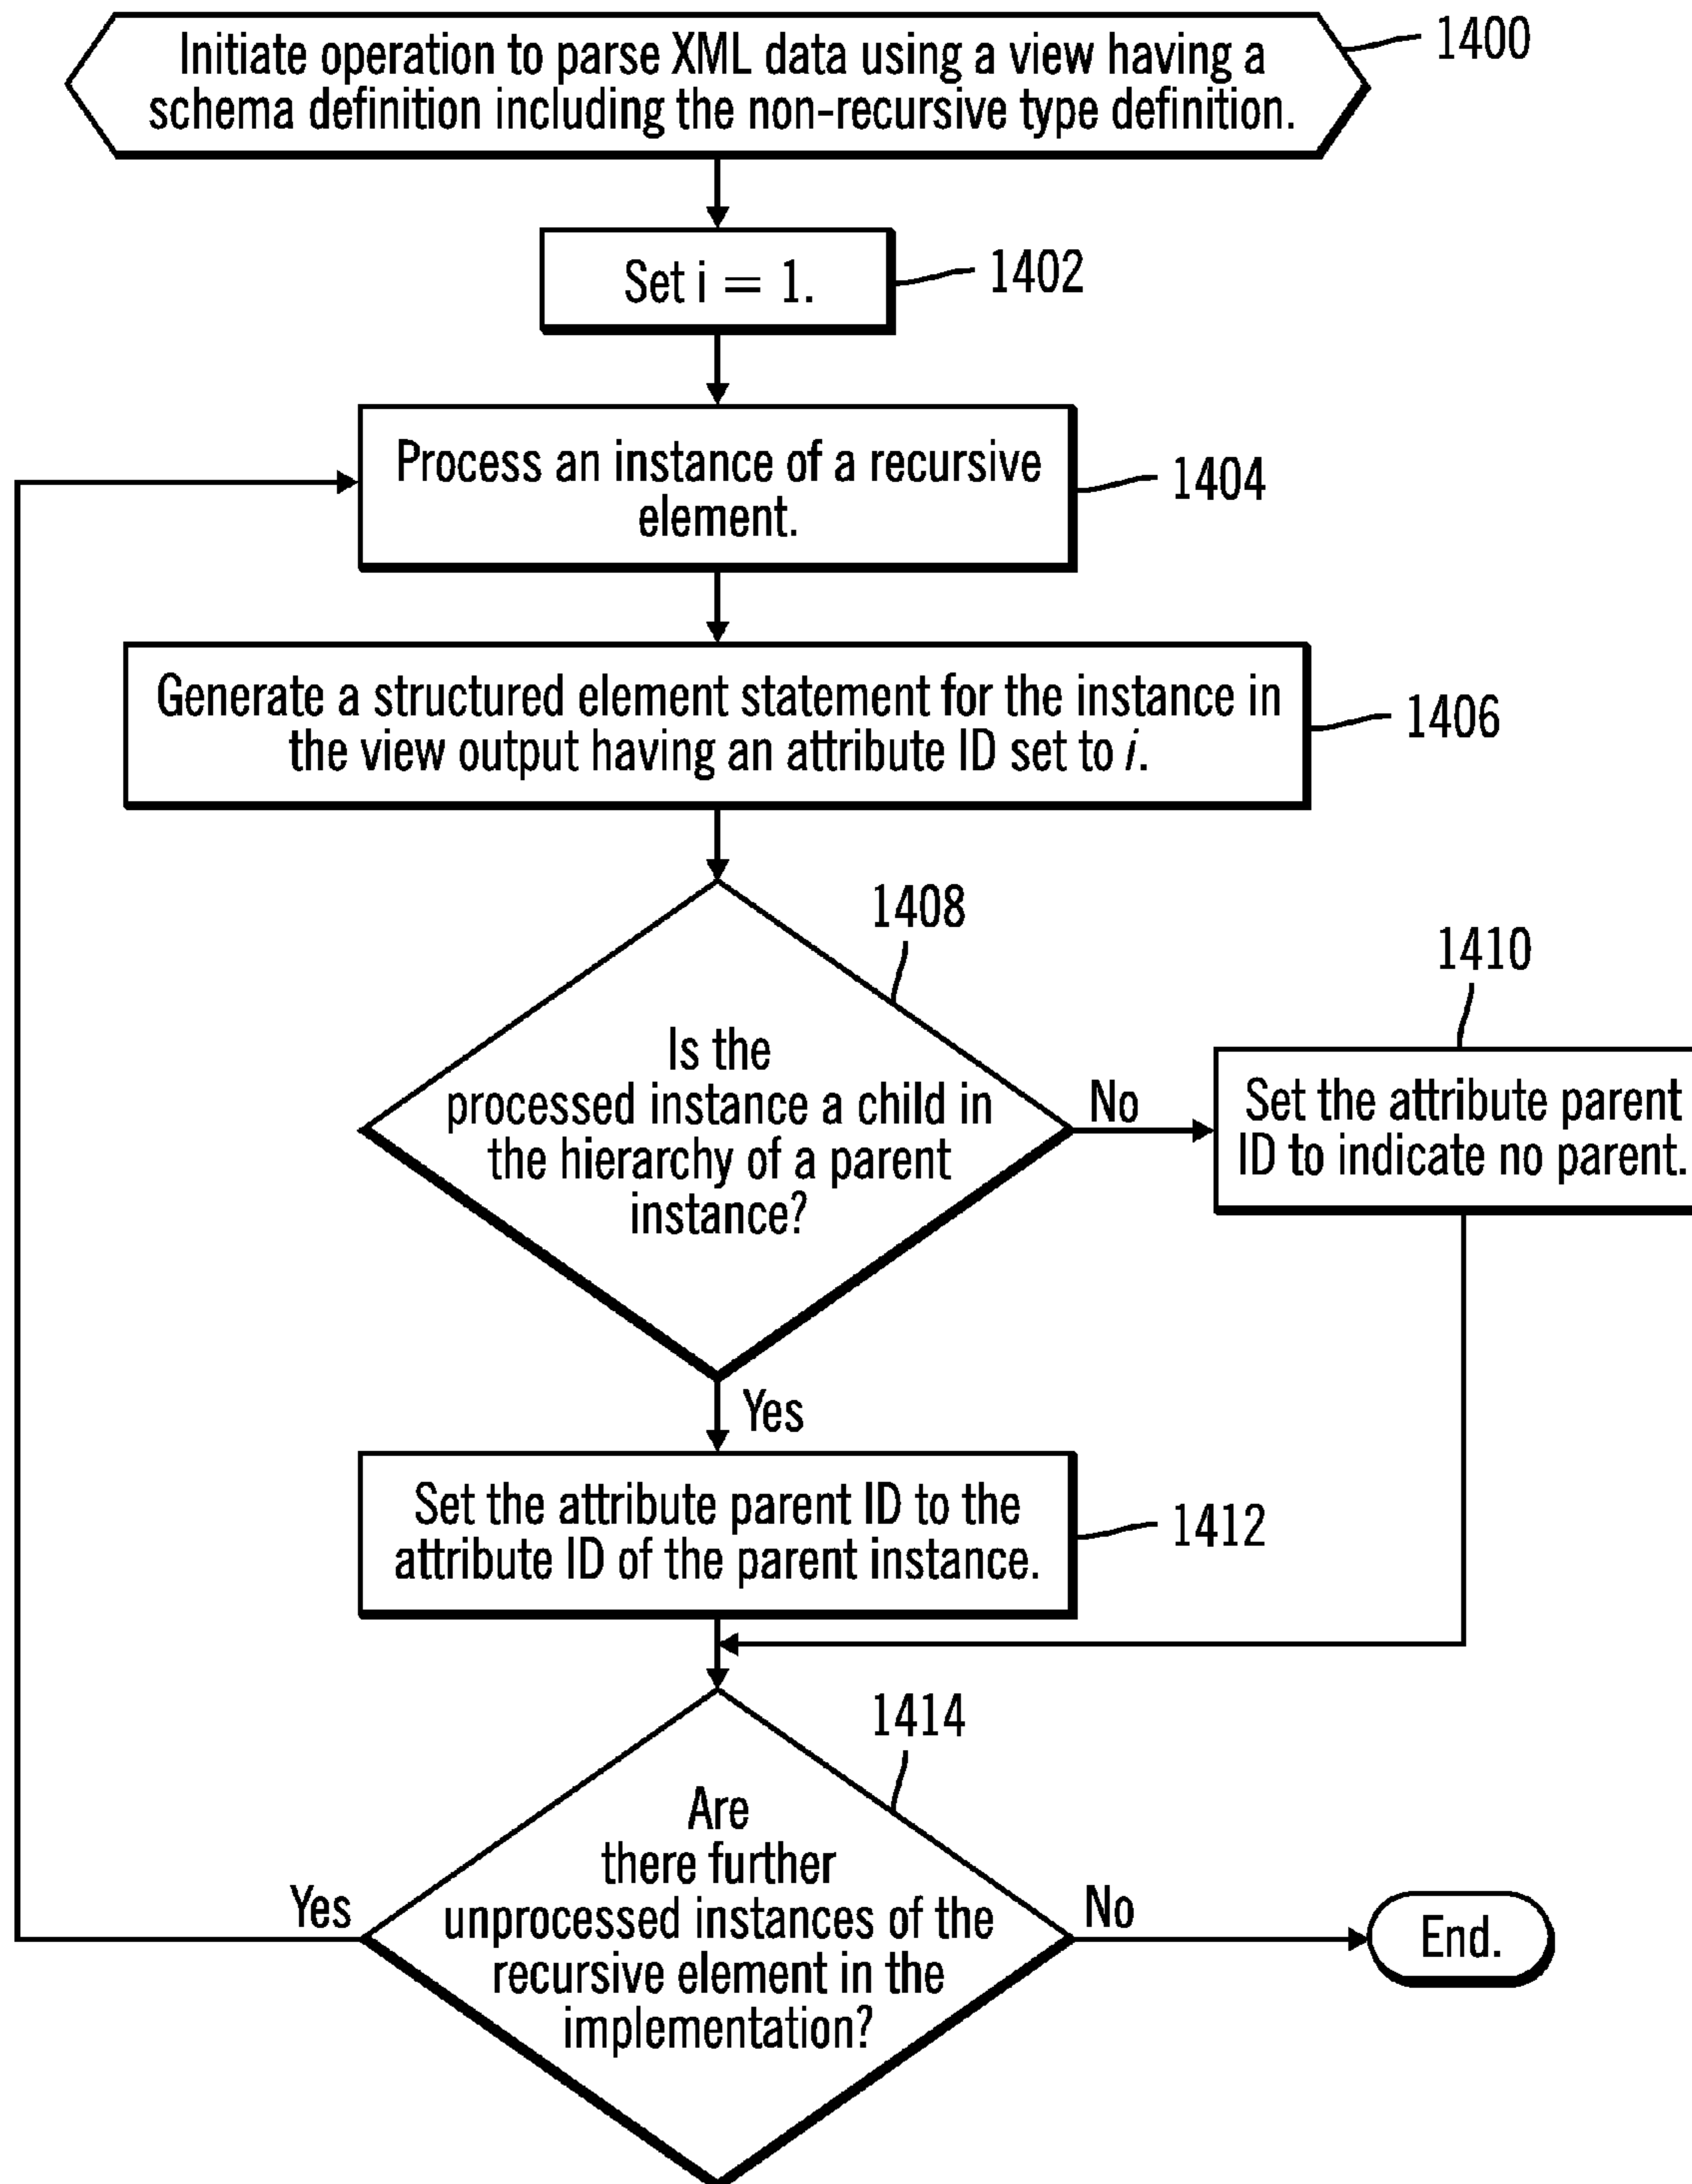 Initiate operation to parse XML data using a view having a
schema definition including the non-recursive type definition.
1400
Set i = 1.
1402
Process an instance of a recursive
element.
1404
Generate a structured element statement for the instance in
the view output having an attribute ID set to i.
1406
1408
Is the
processed instance a child in
the hierarchy of a parent
instance?
No
1410
Set the attribute parent
ID to indicate no parent.
Yes
Set the attribute parent ID to the
attribute ID of the parent instance.
1412
1414
Are
there further
unprocessed instances of the
recursive element in the
implementation?
Yes
No
End.